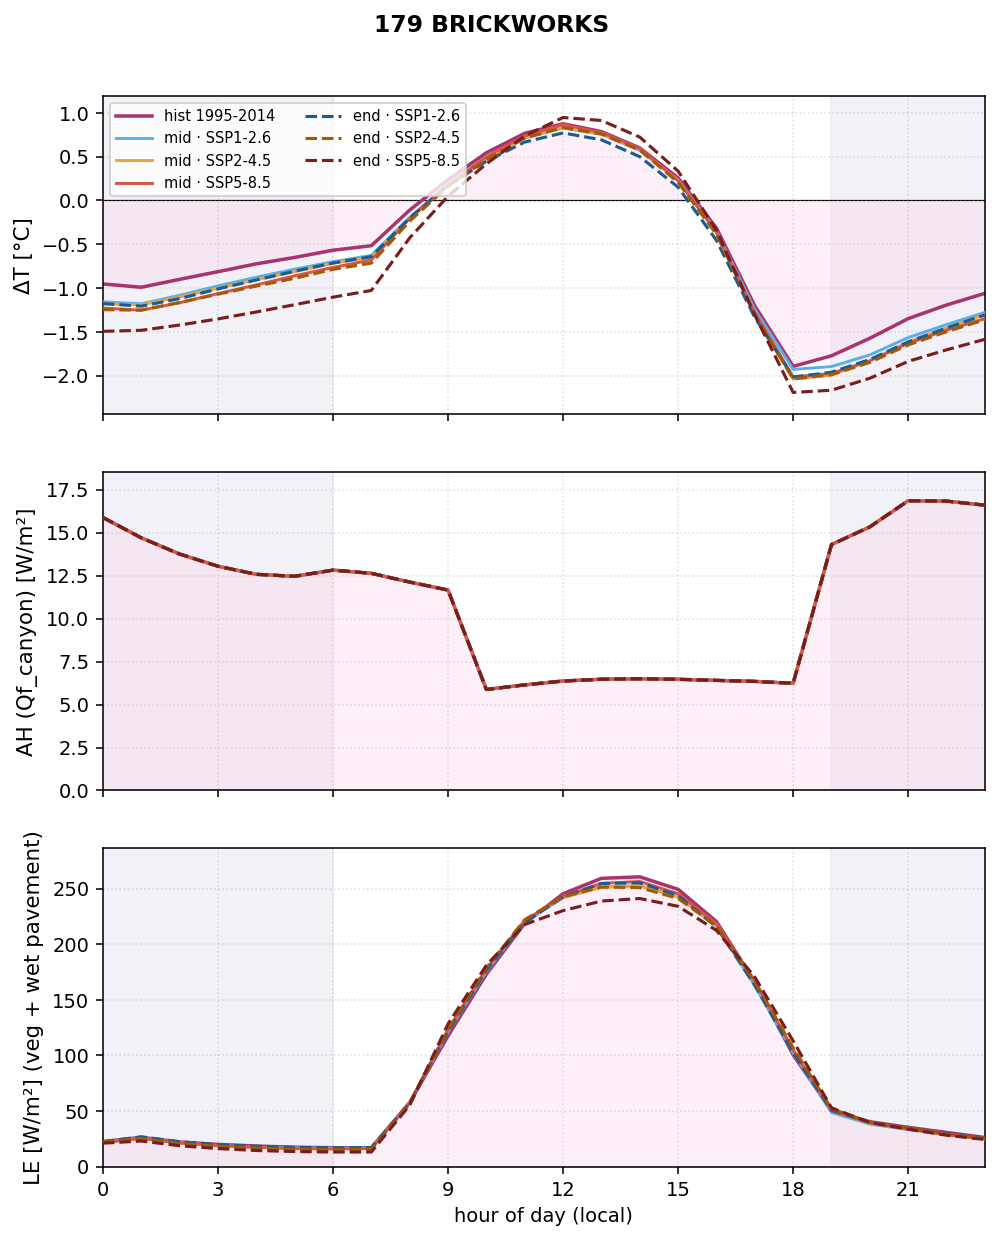 179 BRICKWORKS
hist 1995-2014
mid · SSP1-2.6
mid · SSP2-4.5
mid · SSP5-8.5
end · SSP1-2.6
end · SSP2-4.5
end · SSP5-8.5
ΔT [°C]
1.0
0.5
0.0
−0.5
−1.0
−1.5
−2.0
AH (Qf_canyon) [W/m²]
17.5
15.0
12.5
10.0
7.5
5.0
2.5
0.0
LE [W/m²] (veg + wet pavement)
250
200
150
100
50
0
0 3 6 9 12 15 18 21
hour of day (local)